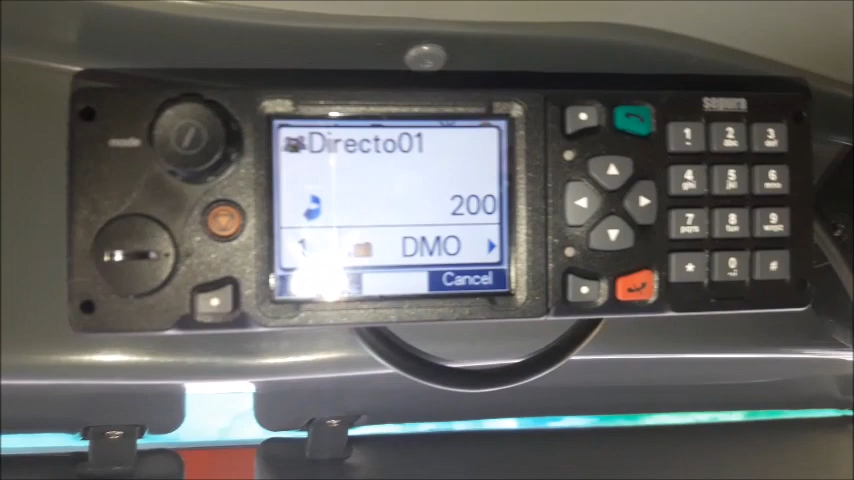 sepura
mode
Directo01
200
1
DMO
Cancel
1
2 abc
3 def
4 ghi
5 jkl
6 mno
7 pqrs
8 tuv
9 wxyz
*
0
#